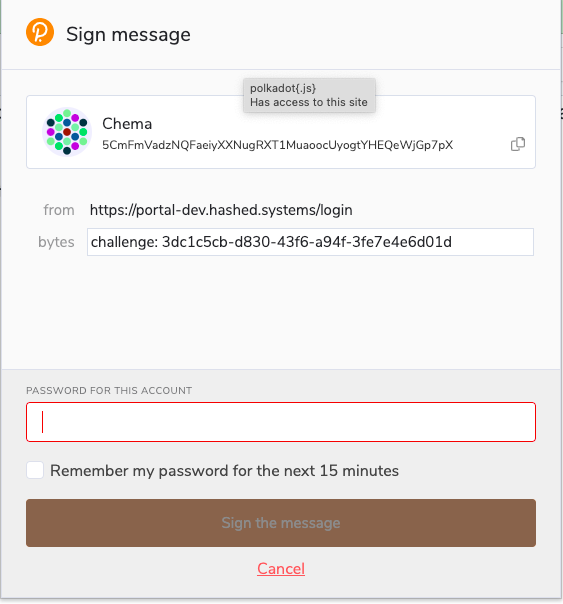 Sign message
polkadot{.js}
Has access to this site
Chema
5CmFmVadzNQFaeiyXXNugRXT1MuaoocUyogtYHEQeWjGp7pX
from https://portal-dev.hashed.systems/login
bytes challenge: 3dc1c5cb-d830-43f6-a94f-3fe7e4e6d01d
PASSWORD FOR THIS ACCOUNT
Remember my password for the next 15 minutes
Sign the message
Cancel